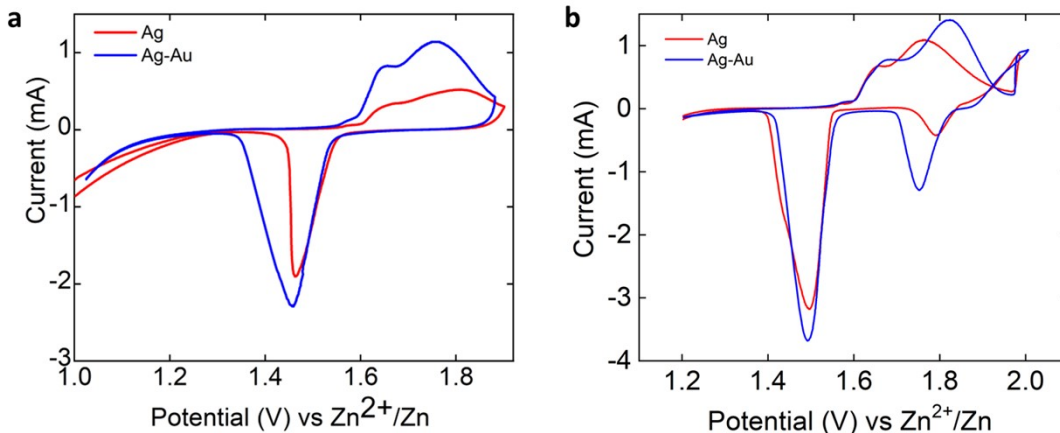 a
Ag
Ag-Au
1
0
-1
-2
-3
Current (mA)
1.0 1.2 1.4 1.6 1.8
Potential (V) vs Zn²⁺/Zn
b
Ag
Ag-Au
1
0
-1
-2
-3
-4
Current (mA)
1.2 1.4 1.6 1.8 2.0
Potential (V) vs Zn²⁺/Zn